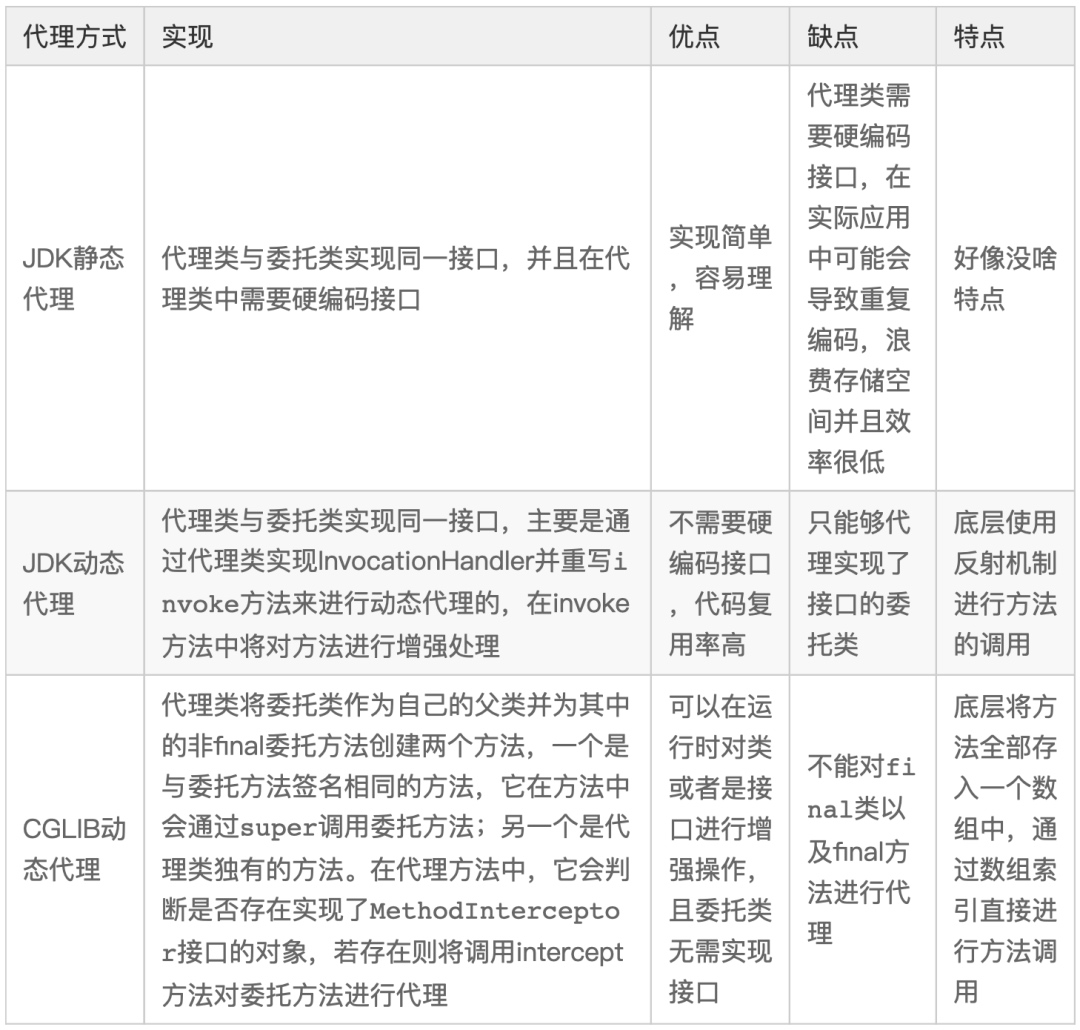 代理方式
实现
优点
缺点
特点
JDK静态
代理
代理类与委托类实现同一接口，并且在代
理类中需要硬编码接口
实现简单
，容易理
解
代理类需
要硬编码
接口，在
实际应用
中可能会
导致重复
编码，浪
费存储空
间并且效
率很低
好像没啥
特点
JDK动态
代理
代理类与委托类实现同一接口，主要是通
过代理类实现InvocationHandler并重写i
nvoke方法来进行动态代理的，在invoke
方法中将对方法进行增强处理
不需要硬
编码接口
，代码复
用率高
只能够代
理实现了
接口的委
托类
底层使用
反射机制
进行方法
的调用
CGLIB动
态代理
代理类将委托类作为自己的父类并为其中
的非final委托方法创建两个方法，一个是
与委托方法签名相同的方法，它在方法中
会通过super调用委托方法；另一个是代
理类独有的方法。在代理方法中，它会判
断是否存在实现了MethodIntercepto
r接口的对象，若存在则将调用intercept
方法对委托方法进行代理
可以在运
行时对类
或者是接
口进行增
强操作，
且委托类
无需实现
接口
不能对fi
nal类以
及final方
法进行代
理
底层将方
法全部存
入一个数
组中，通
过数组索
引直接进
行方法调
用